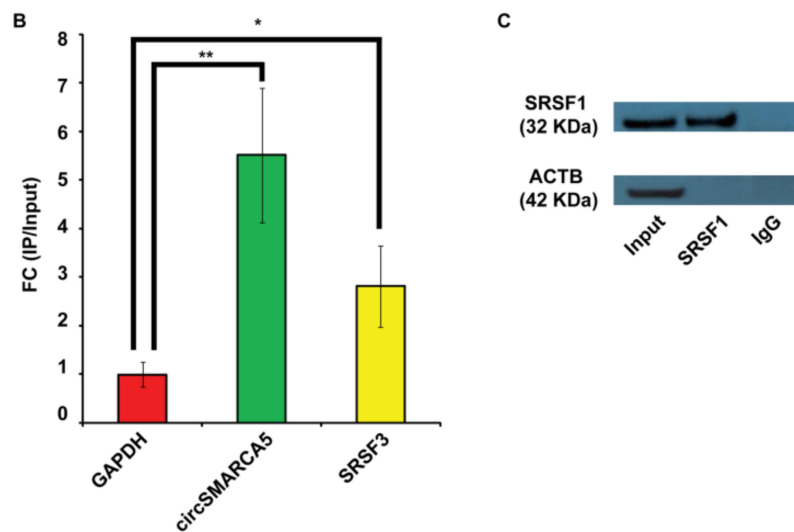 B
FC (IP/Input)
8
7
6
5
4
3
2
1
0
*
**
GAPDH
circSMARCA5
SRSF3
C
SRSF1
(32 KDa)
ACTB
(42 KDa)
Input
SRSF1
IgG